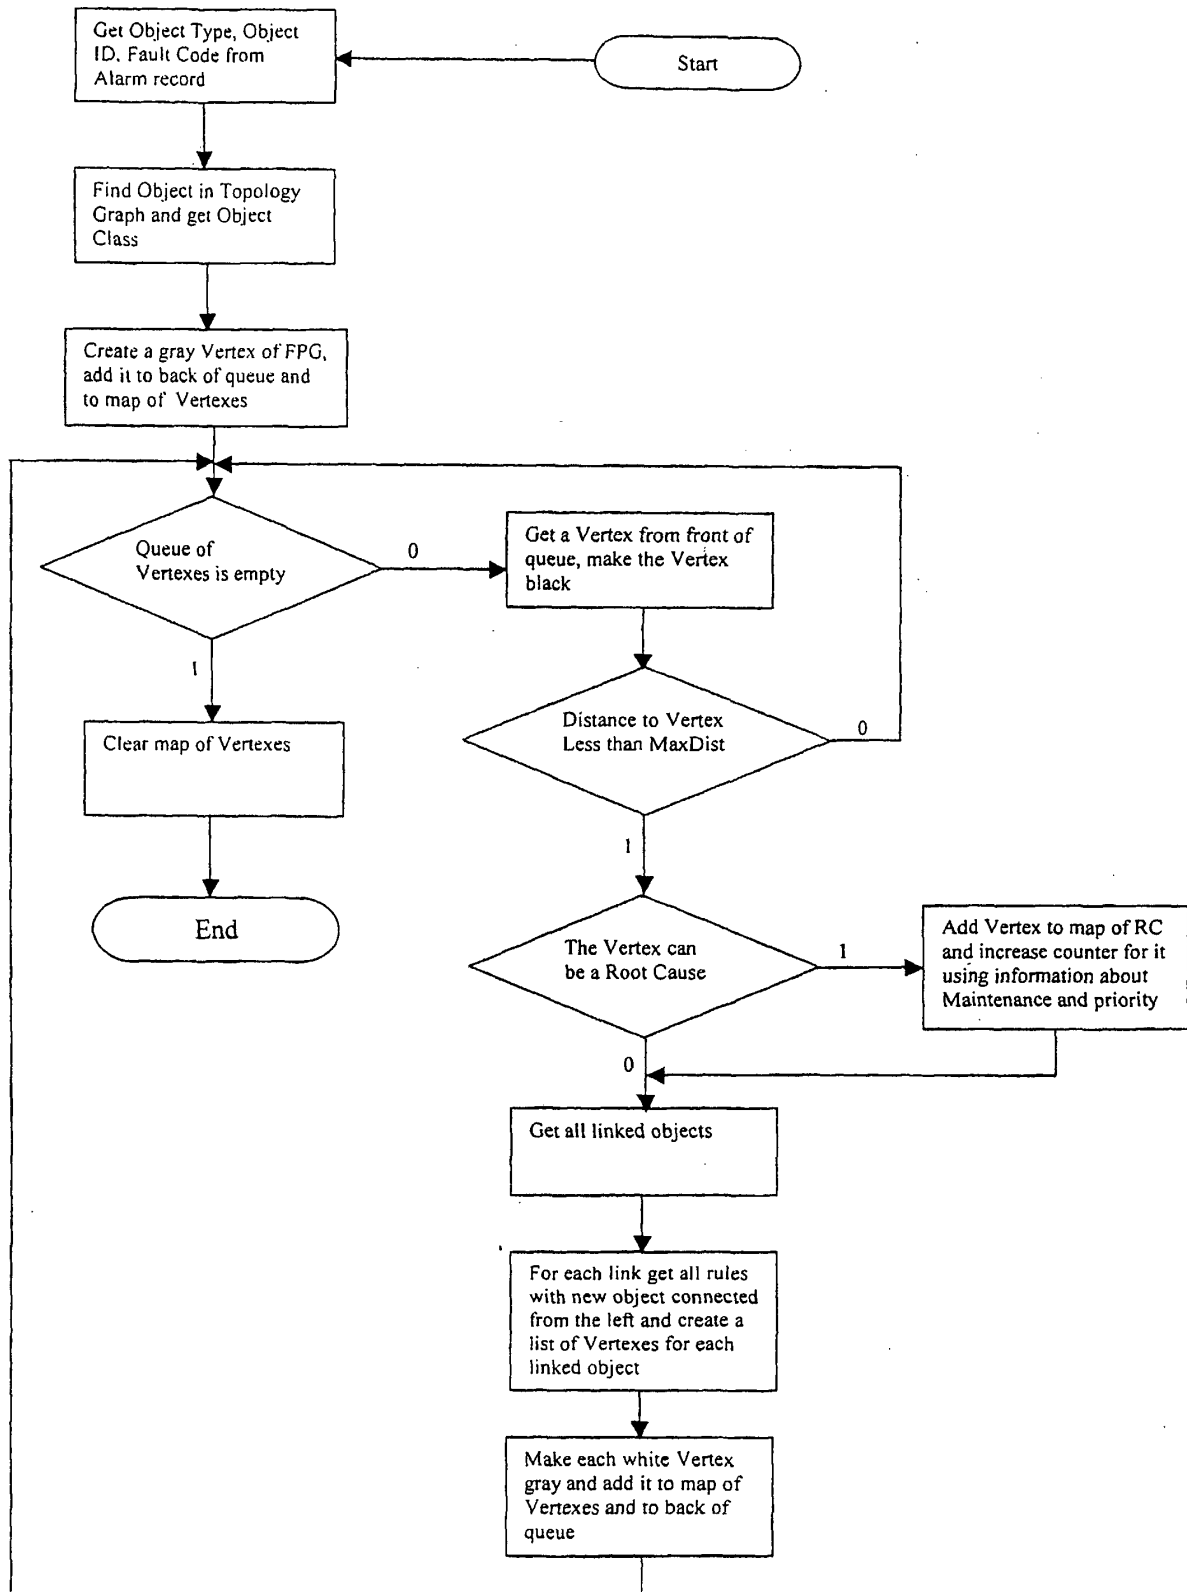 Get Object Type, Object
ID, Fault Code from
Alarm record
Start
Find Object in Topology
Graph and get Object
Class
Create a gray Vertex of FPG,
add it to back of queue and
to map of Vertexes
Queue of
Vertexes is empty
0
Get a Vertex from front of
queue, make the Vertex
black
1
Distance to Vertex
Less than MaxDist
0
Clear map of Vertexes
1
End
The Vertex can
be a Root Cause
1
Add Vertex to map of RC
and increase counter for it
using information about
Maintenance and priority
0
Get all linked objects
For each link get all rules
with new object connected
from the left and create a
list of Vertexes for each
linked object
Make each white Vertex
gray and add it to map of
Vertexes and to back of
queue